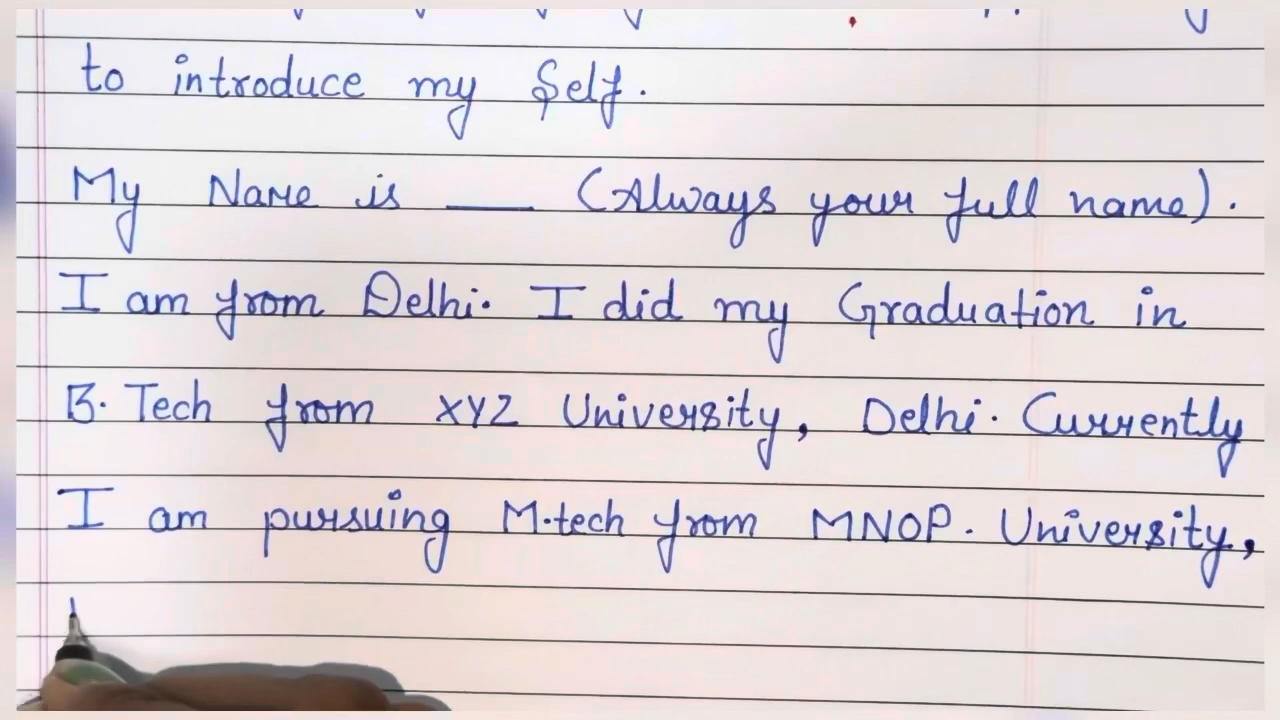 to introduce my Self.
My Name is ___ (Always your full name).
I am from Delhi. I did my Graduation in
B. Tech from XYZ University, Delhi. Currently
I am pursuing M.tech from MNOP. University,